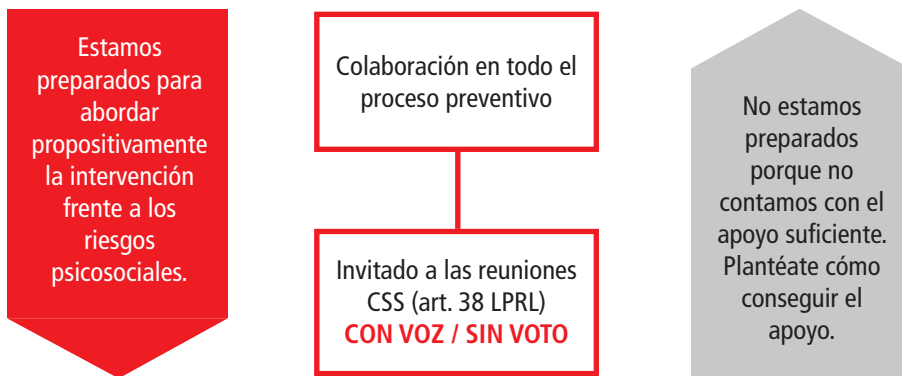 Estamos
preparados para
abordar
propositivamente
la intervención
frente a los
riesgos
psicosociales.
Colaboración en todo el
proceso preventivo
Invitado a las reuniones
CSS (art. 38 LPRL)
CON VOZ / SIN VOTO
No estamos
preparados
porque no
contamos con el
apoyo suficiente.
Plantéate cómo
conseguir el
apoyo.